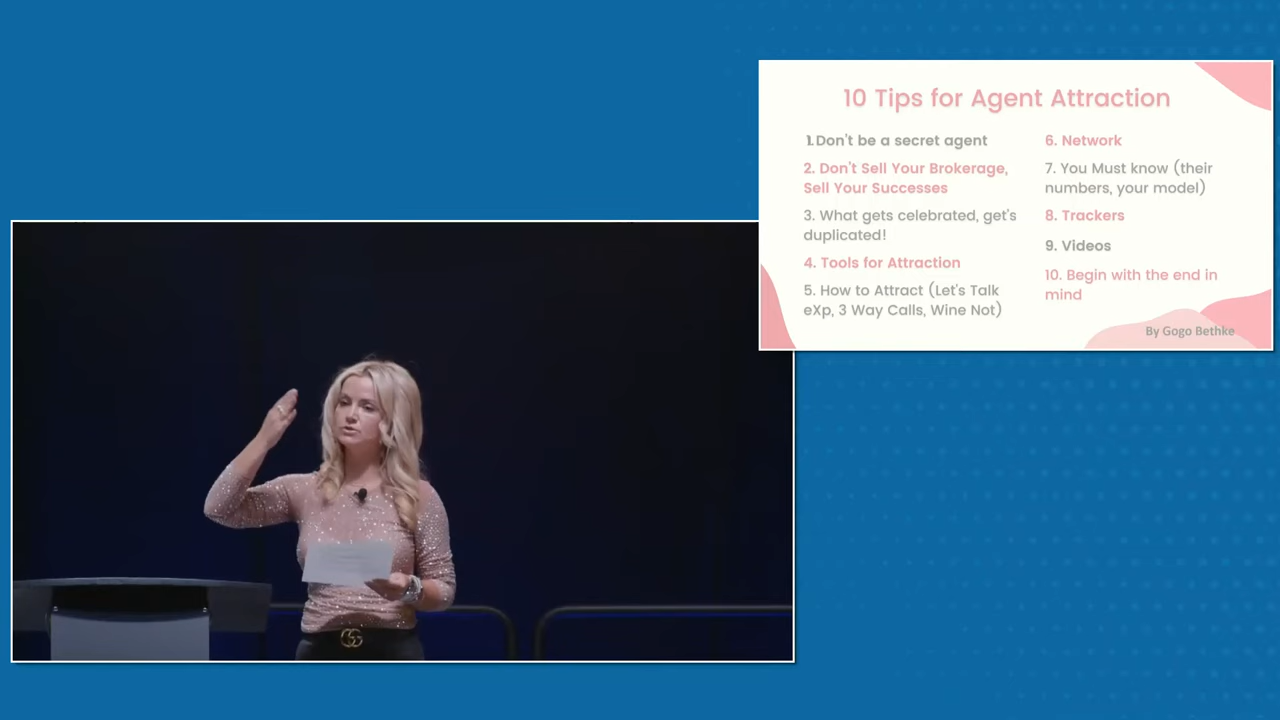 10 Tips for Agent Attraction
1.Don't be a secret agent
2. Don't Sell Your Brokerage,
Sell Your Successes
3. What gets celebrated, get's
duplicated!
4. Tools for Attraction
5. How to Attract (Let's Talk
eXp, 3 Way Calls, Wine Not)
6. Network
7. You Must know (their
numbers, your model)
8. Trackers
9. Videos
10. Begin with the end in
mind
By Gogo Bethke